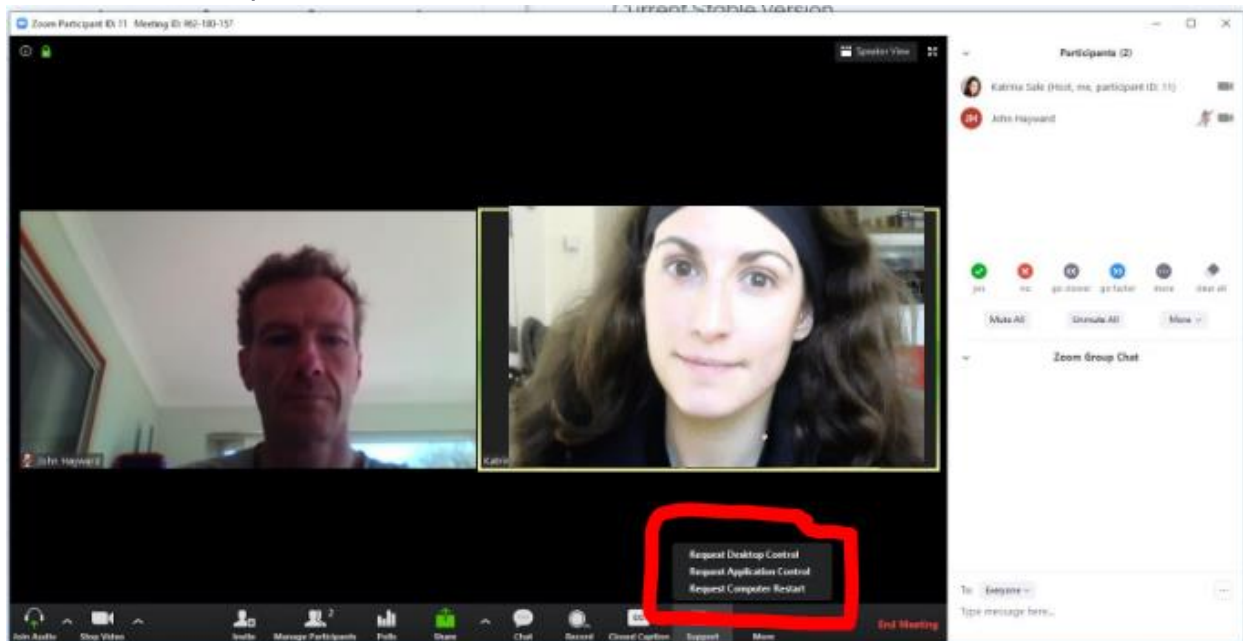 Current Stable Version
Zoom Participant ID: 11 Meeting ID: 962-180-157
Speaker View
Participants (2)
Katrina Sale (Host, me, participant ID: 11)
JH John Hayward
yes no go slower go faster more clear all
Mute All Unmute All More
Zoom Group Chat
John Hayward
Katrin
Request Desktop Control
Request Application Control
Request Computer Restart
To: Everyone
Type message here...
2
Join Audio Stop Video Invite Manage Participants Polls Share Chat Record Closed Caption Support More End Meeting